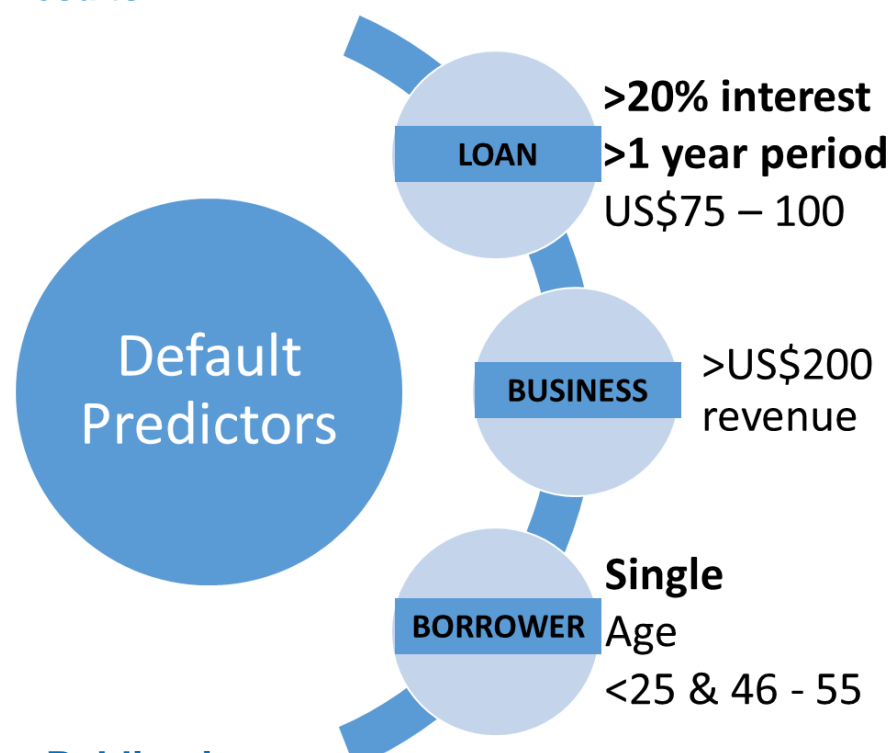 Default
Predictors
LOAN
>20% interest
>1 year period
US$75 – 100
BUSINESS
>US$200
revenue
BORROWER
Single
Age
<25 & 46 - 55